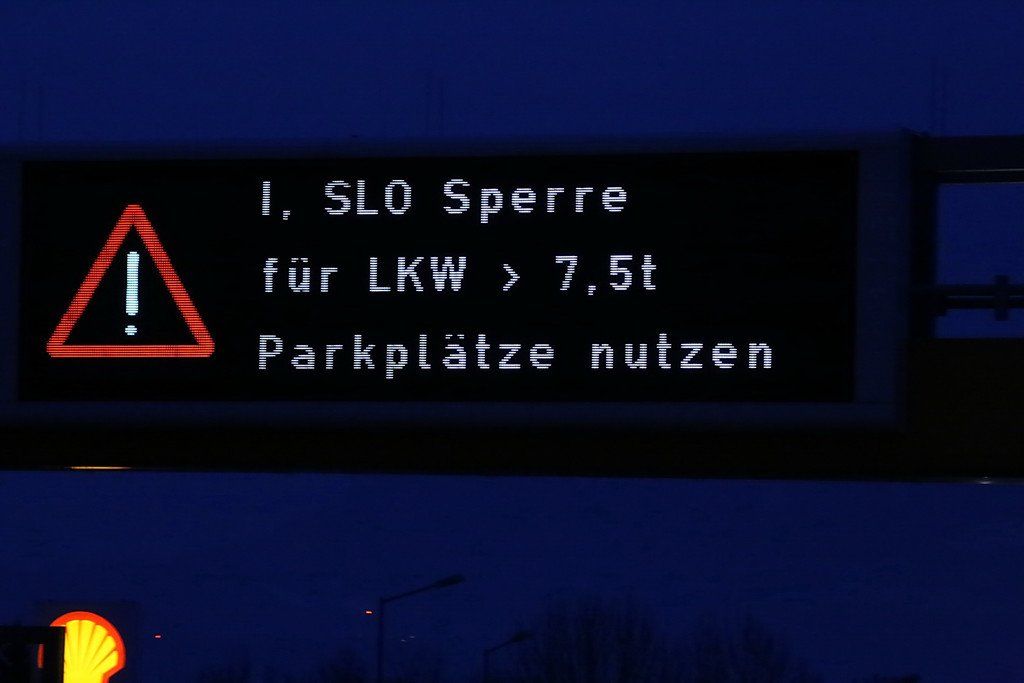 I, SLO Sperre
für LKW > 7,5t
Parkplätze nutzen